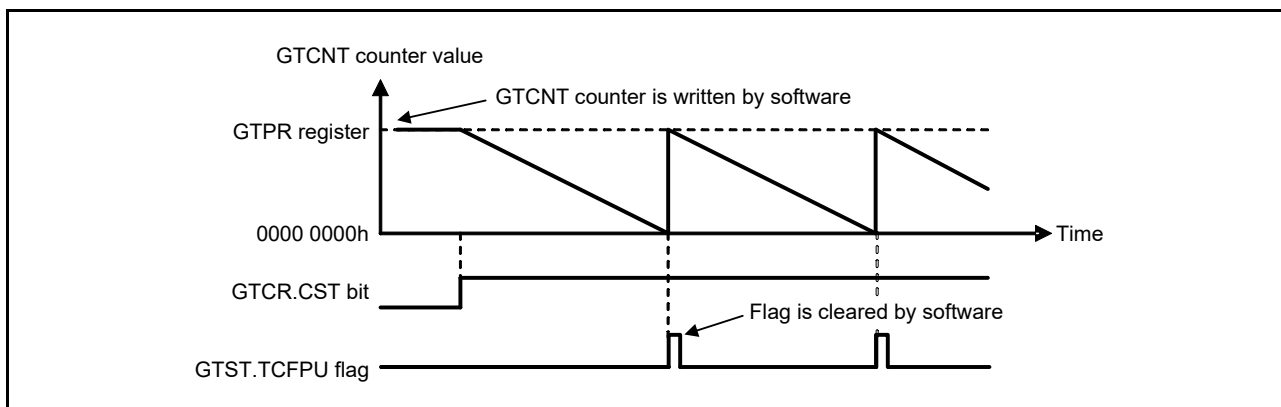 GTCNT counter value
GTCNT counter is written by software
GTPR register
0000 0000h
Time
GTCR.CST bit
Flag is cleared by software
GTST.TCFPU flag